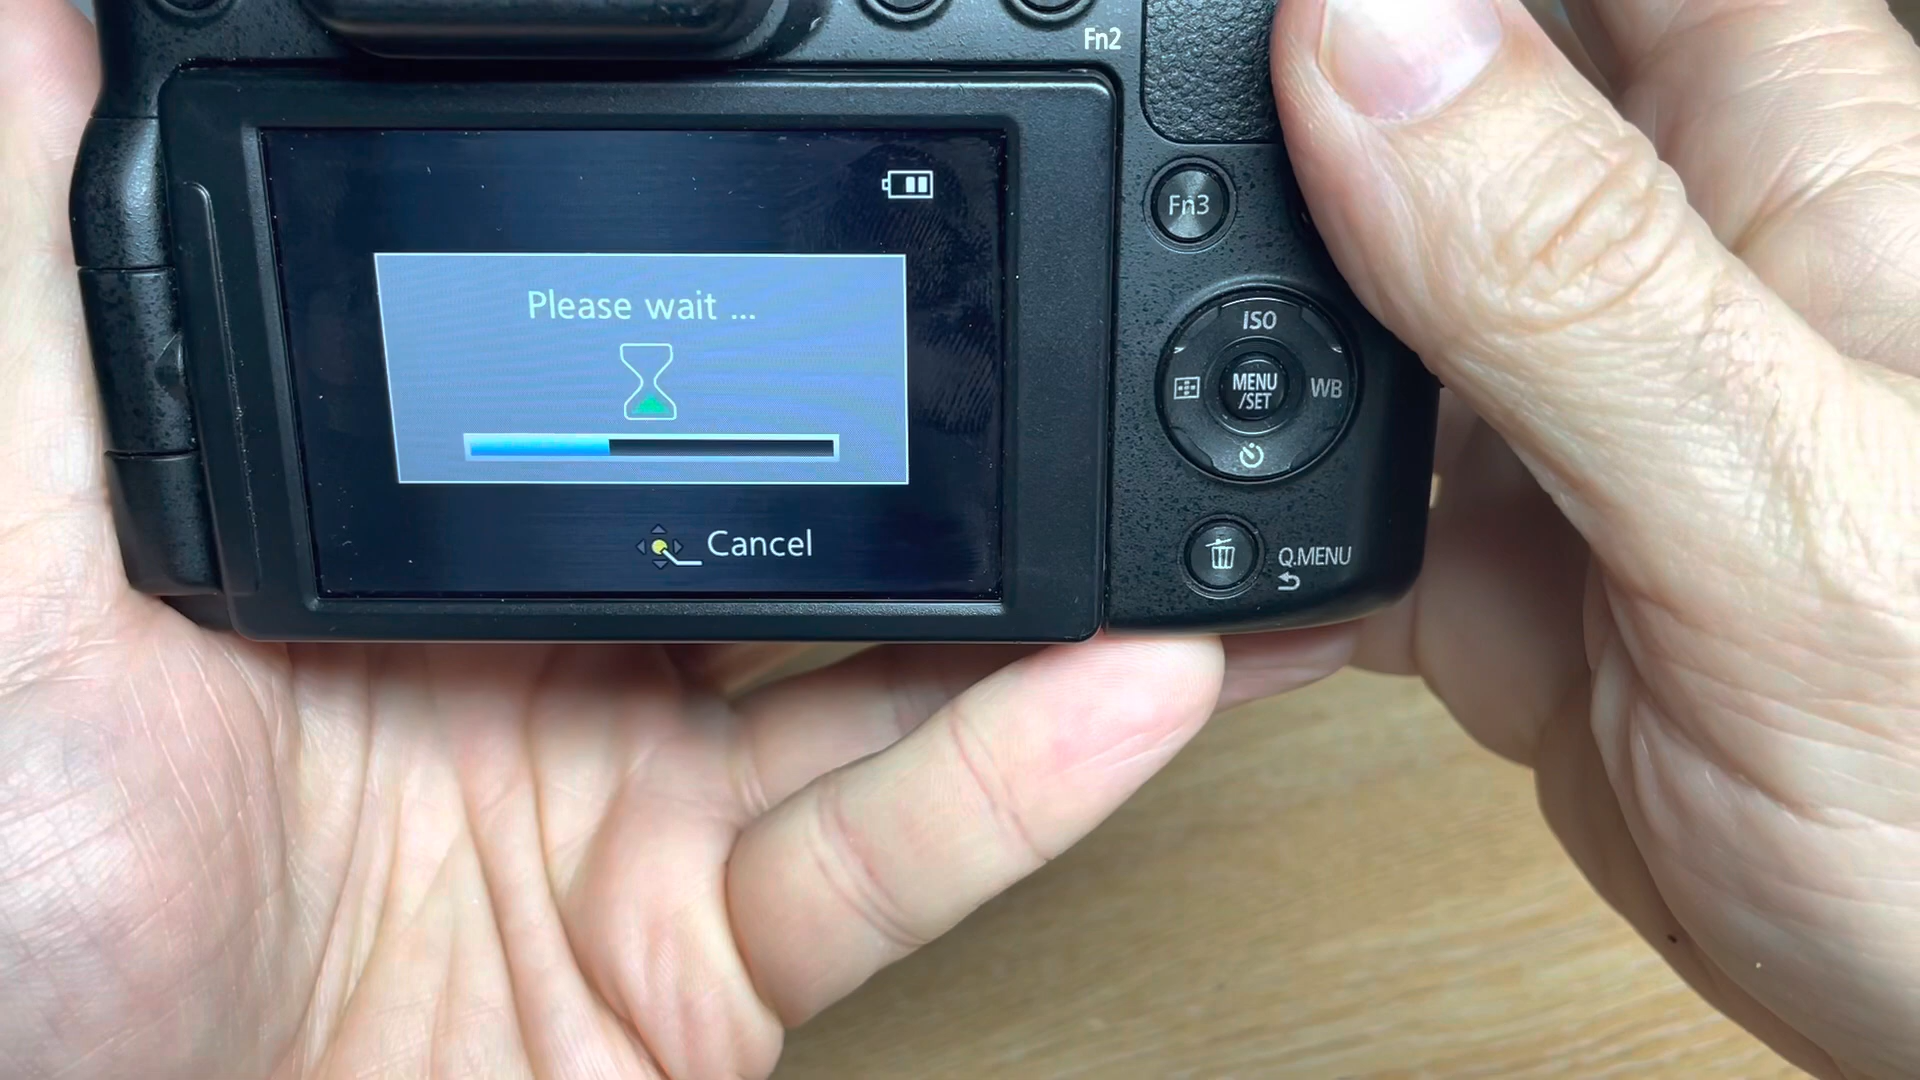 Fn2
Please wait ...
Cancel
Fn3
ISO
MENU
/SET
WB
Q.MENU